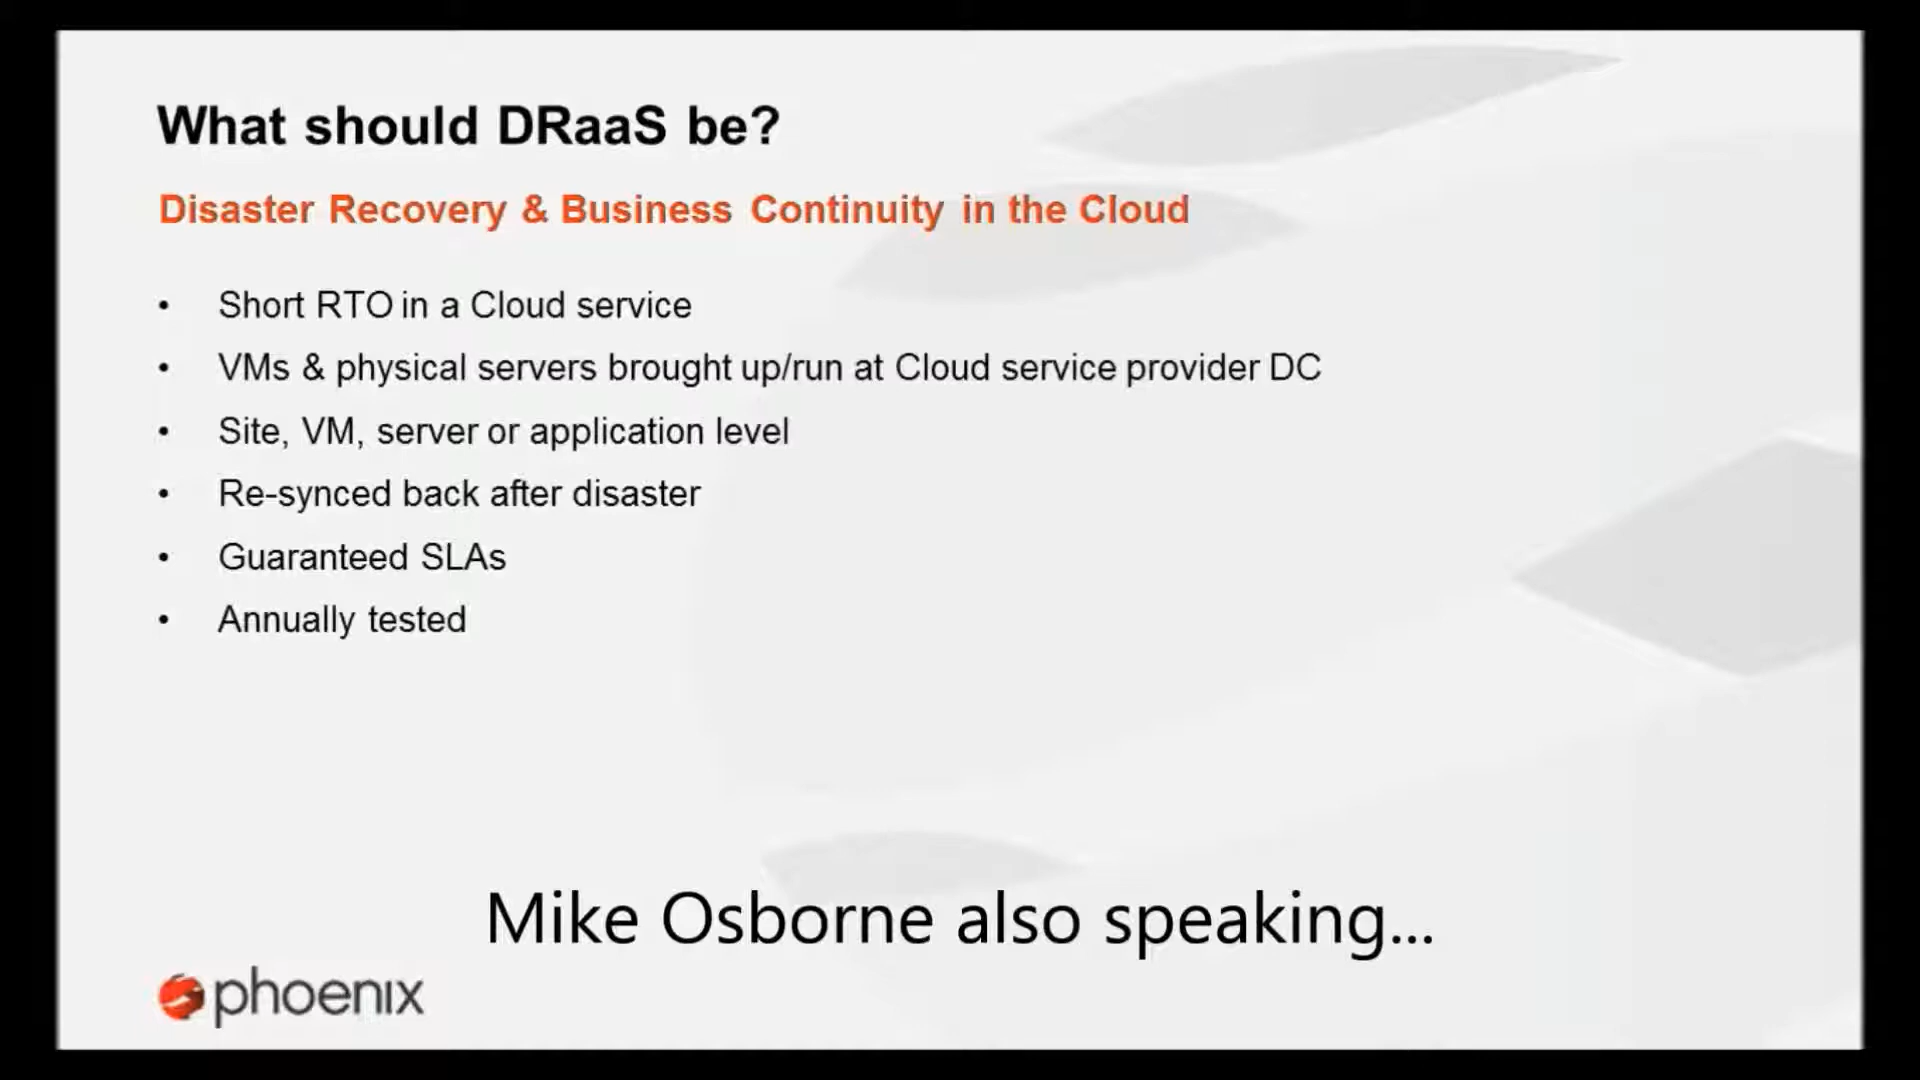 What should DRaaS be?
Disaster Recovery & Business Continuity in the Cloud
• Short RTO in a Cloud service
• VMs & physical servers brought up/run at Cloud service provider DC
• Site, VM, server or application level
• Re-synced back after disaster
• Guaranteed SLAs
• Annually tested
Mike Osborne also speaking...
phoenix